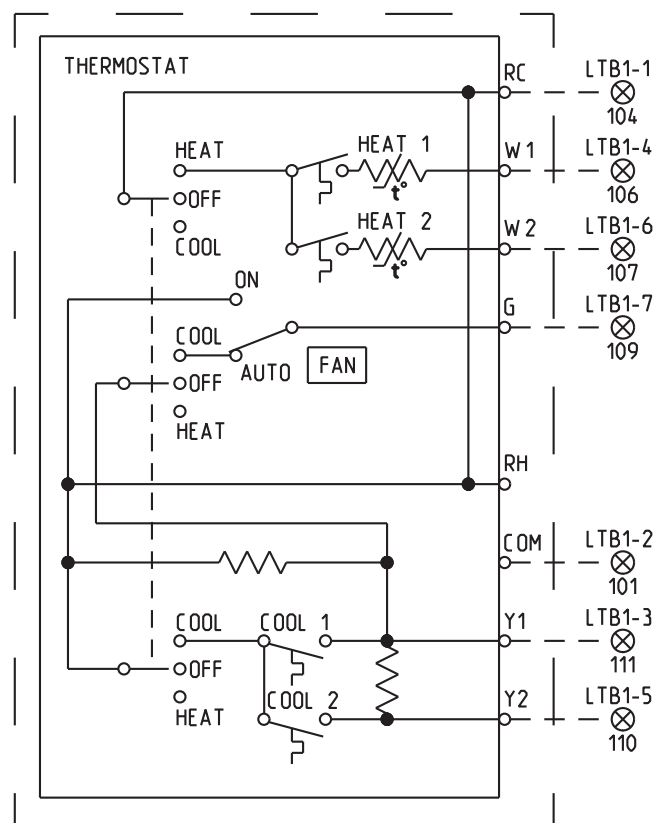 THERMOSTAT
RC
LTB1-1
104
HEAT
HEAT 1
W1
LTB1-4
106
t°
OFF
COOL
HEAT 2
W2
LTB1-6
107
t°
ON
G
LTB1-7
109
COOL
AUTO
FAN
OFF
HEAT
RH
COM
LTB1-2
101
COOL
COOL 1
Y1
LTB1-3
111
OFF
COOL 2
Y2
LTB1-5
110
HEAT